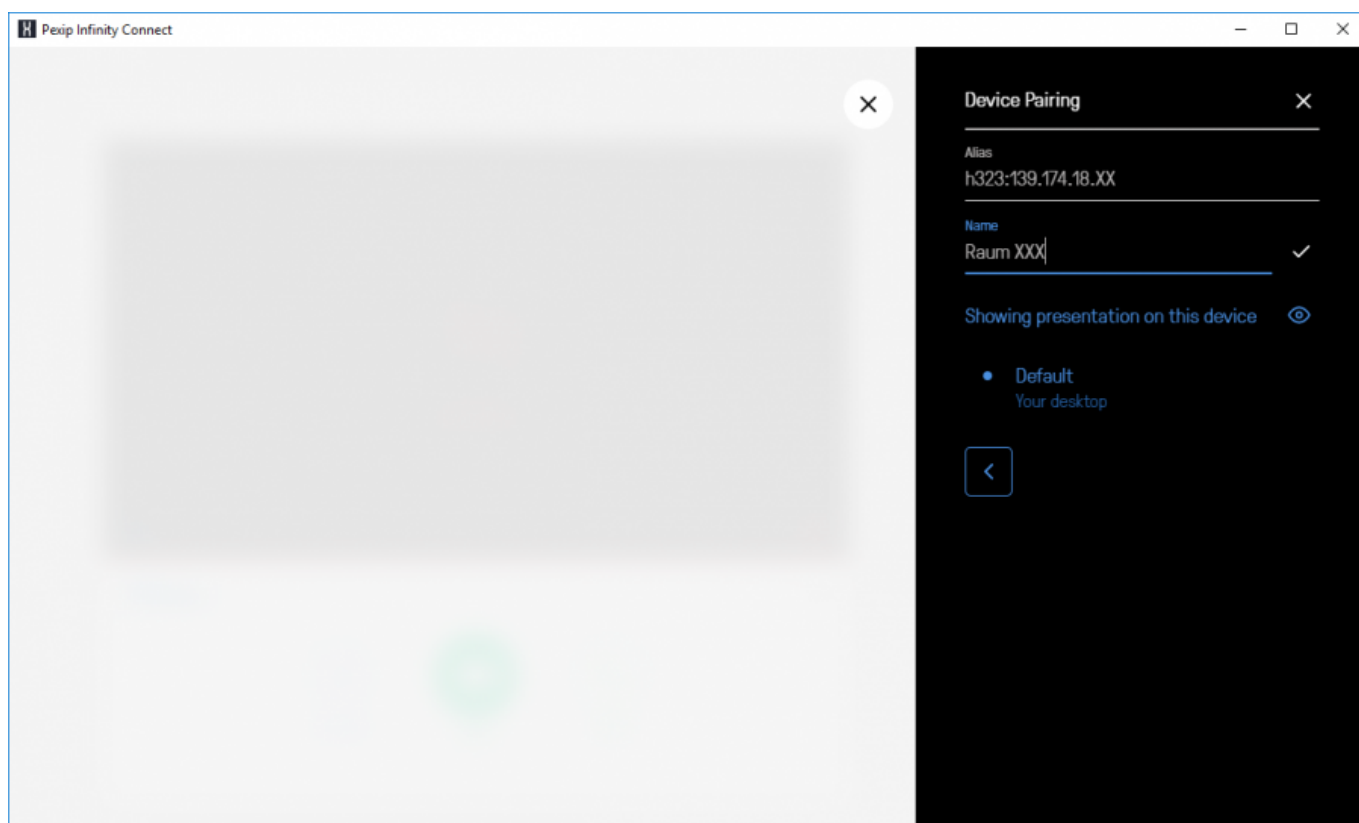 Pexip Infinity Connect
Device Pairing
Alias
h323:139.174.18.XX
Name
Raum XXX
Showing presentation on this device
Default
Your desktop